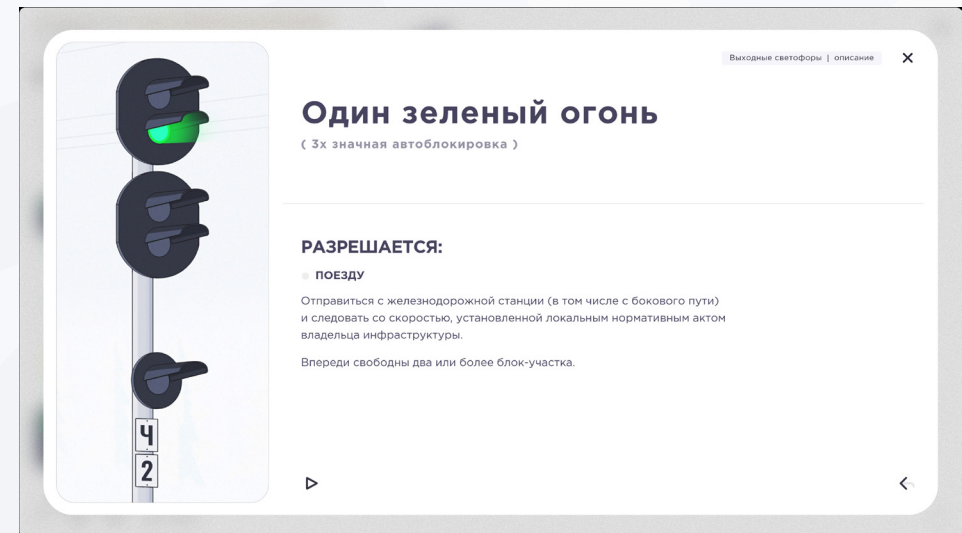 Выходные светофоры | описание
Один зеленый огонь
( 3х значная автоблокировка )
РАЗРЕШАЕТСЯ:
ПОЕЗДУ
Отправиться с железнодорожной станции (в том числе с бокового пути)
и следовать со скоростью, установленной локальным нормативным актом
владельца инфраструктуры.
Впереди свободны два или более блок-участка.
Ч
2